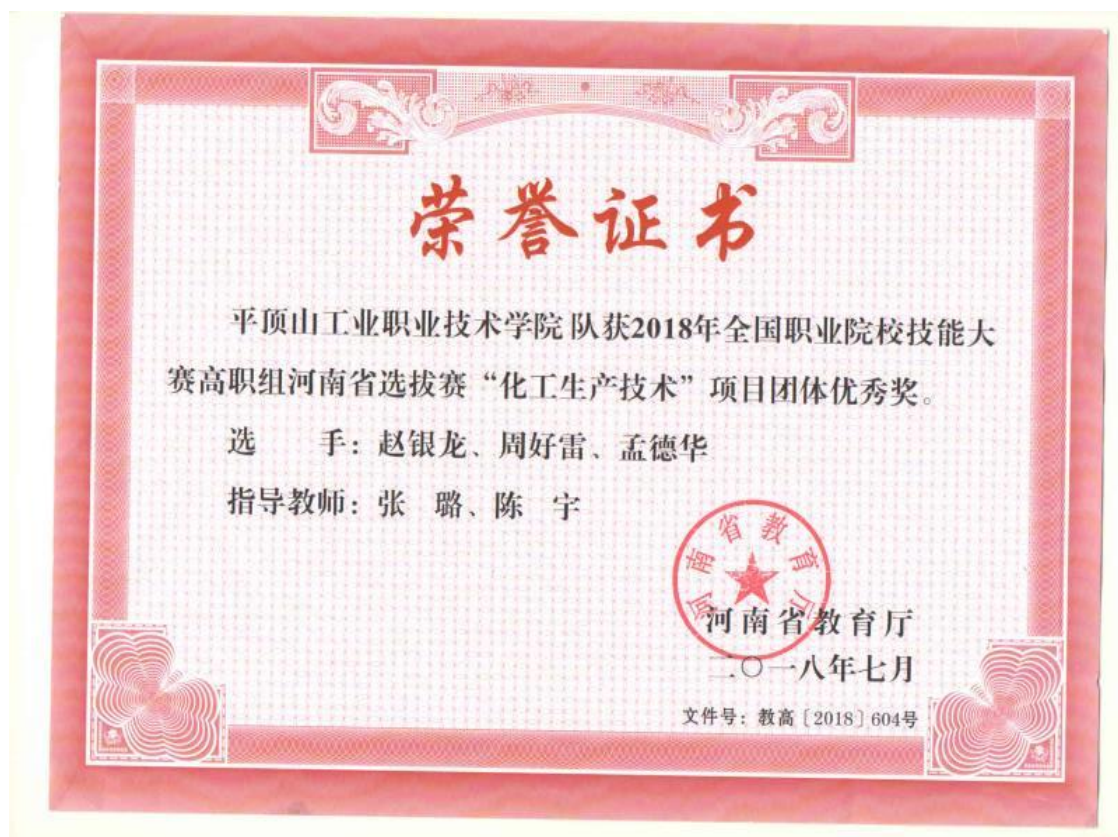 荣誉证书
平顶山工业职业技术学院 队获2018年全国职业院校技能大
赛高职组河南省选拔赛“化工生产技术”项目团体优秀奖。
选　　手：赵银龙、周好雷、孟德华
指导教师：张　璐、陈　宇
河南省教育厅
河南省教育厅
二〇一八年七月
文件号：教高〔2018〕604号